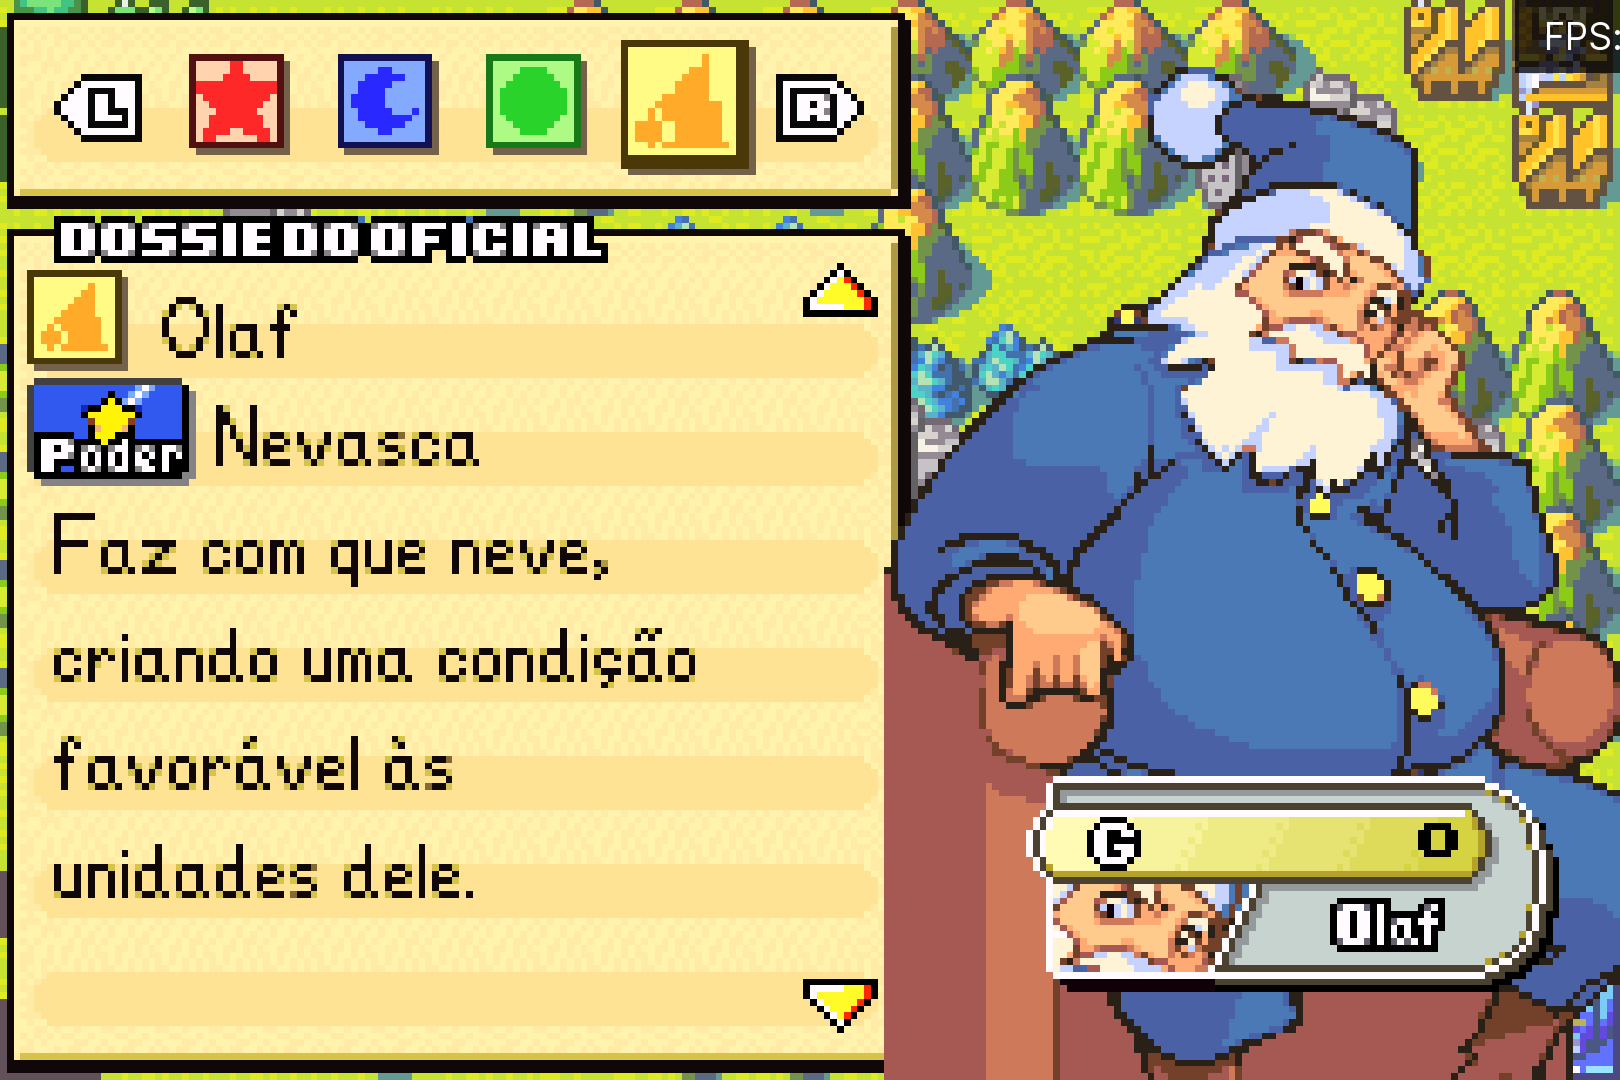 L R
FPS:
DOSSIE DO OFICIAL
Olaf
Poder Nevasca
Faz com que neve,
criando uma condição
favorável às
unidades dele.
G 0
Olaf